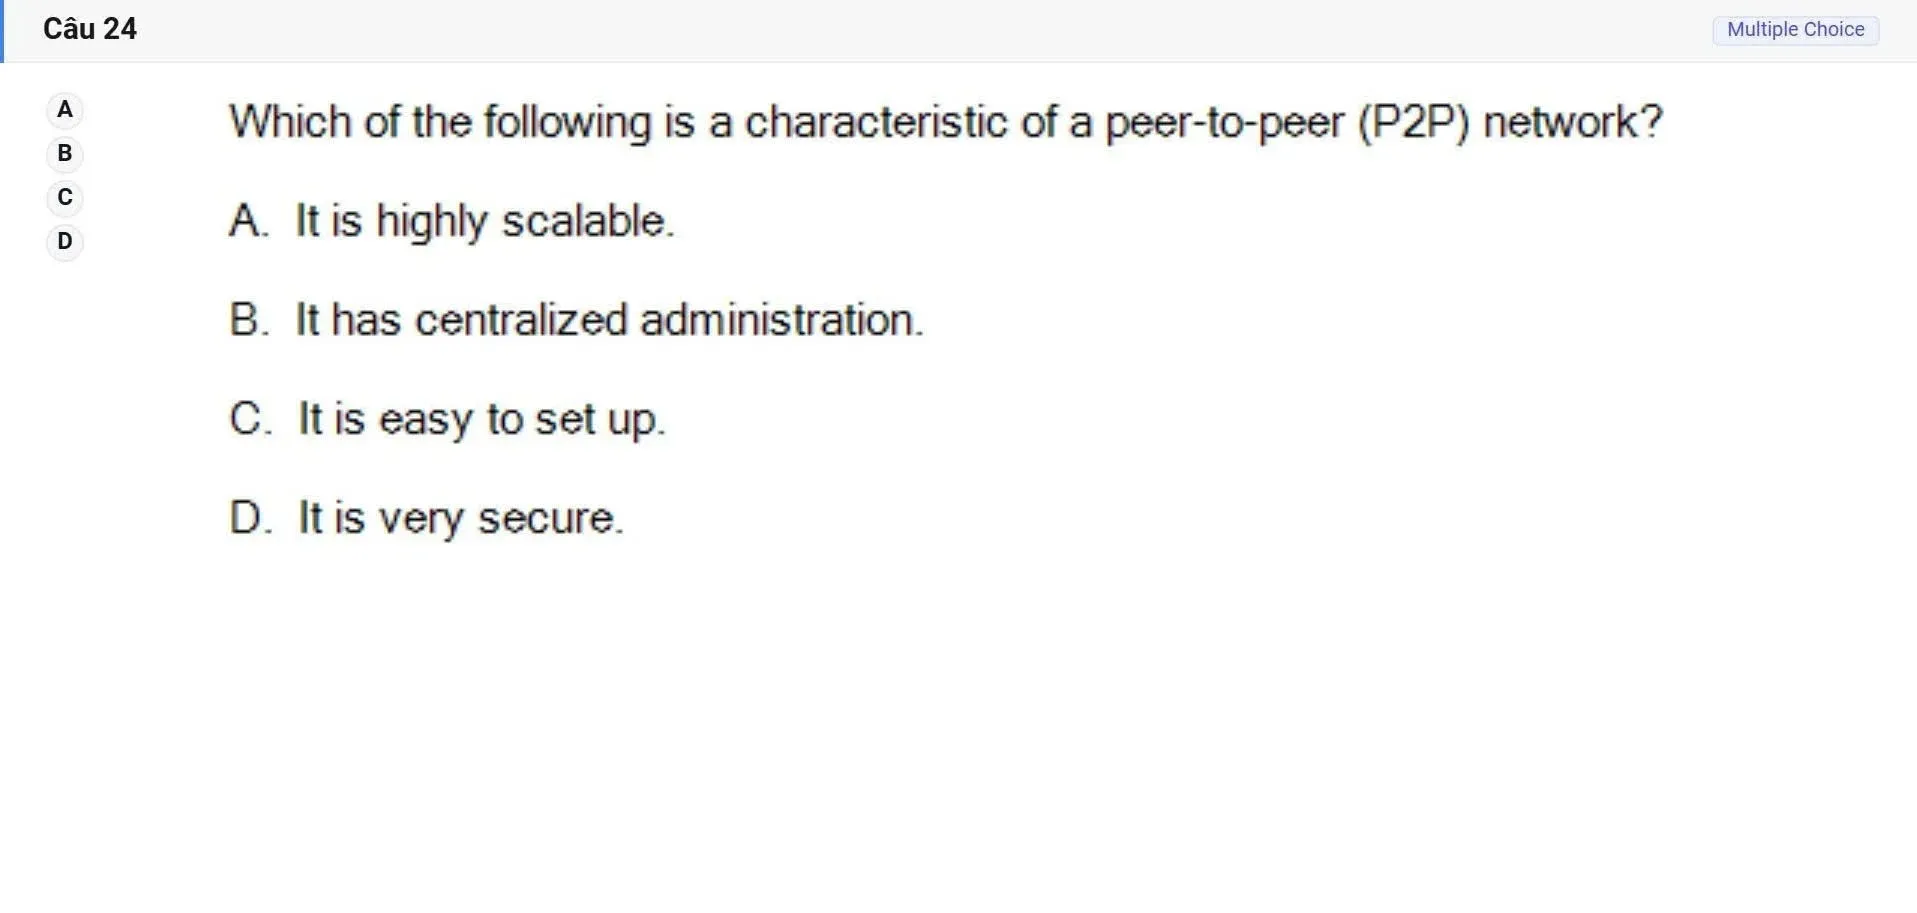 Câu 24
Multiple Choice
A
B
C
D
Which of the following is a characteristic of a peer-to-peer (P2P) network?
A. It is highly scalable.
B. It has centralized administration.
C. It is easy to set up.
D. It is very secure.